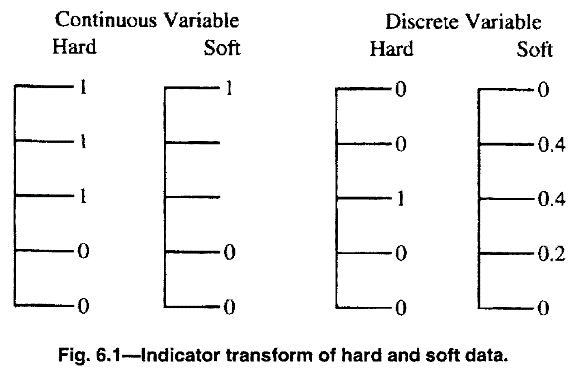 Continuous Variable Discrete Variable
Hard Soft Hard Soft
1 1 0 0
1 0 0.4
1 1 0.4
0 0 0 0.2
0 0 0 0
Fig. 6.1—Indicator transform of hard and soft data.